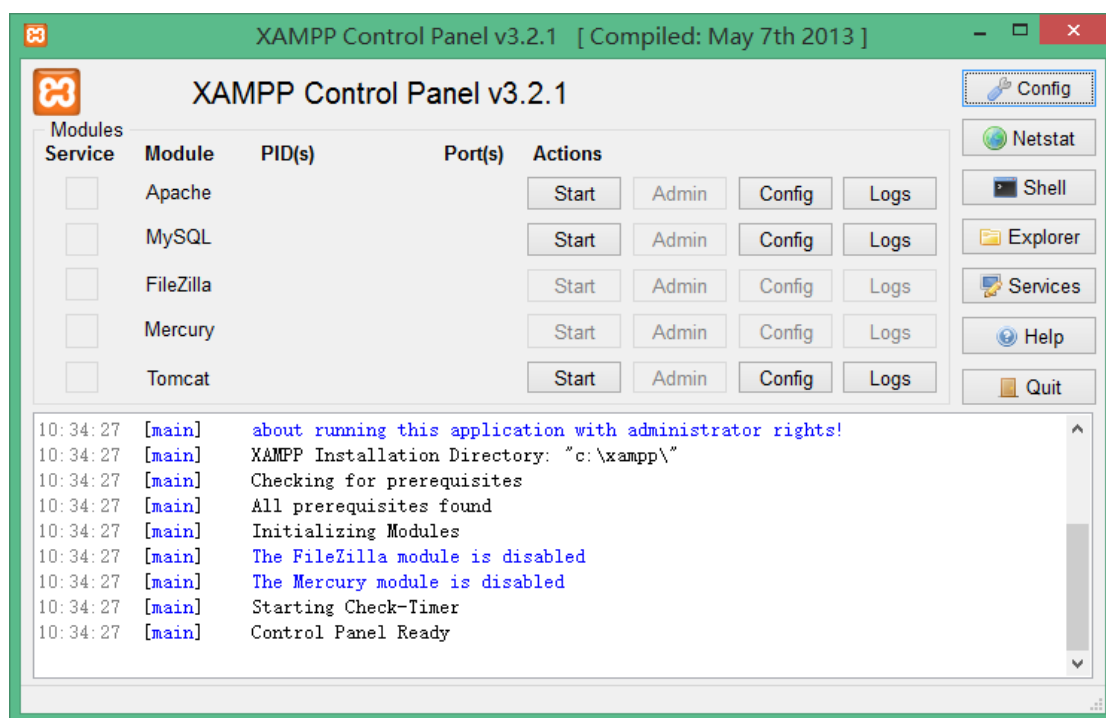 XAMPP Control Panel v3.2.1 [ Compiled: May 7th 2013 ]
XAMPP Control Panel v3.2.1
Config
Modules
Netstat
Service Module PID(s) Port(s) Actions
Apache Start Admin Config Logs
Shell
MySQL Start Admin Config Logs
Explorer
FileZilla Start Admin Config Logs
Services
Mercury Start Admin Config Logs
Help
Tomcat Start Admin Config Logs
Quit
10:34:27 [main] about running this application with administrator rights!
10:34:27 [main] XAMPP Installation Directory: "c:\xampp\"
10:34:27 [main] Checking for prerequisites
10:34:27 [main] All prerequisites found
10:34:27 [main] Initializing Modules
10:34:27 [main] The FileZilla module is disabled
10:34:27 [main] The Mercury module is disabled
10:34:27 [main] Starting Check-Timer
10:34:27 [main] Control Panel Ready